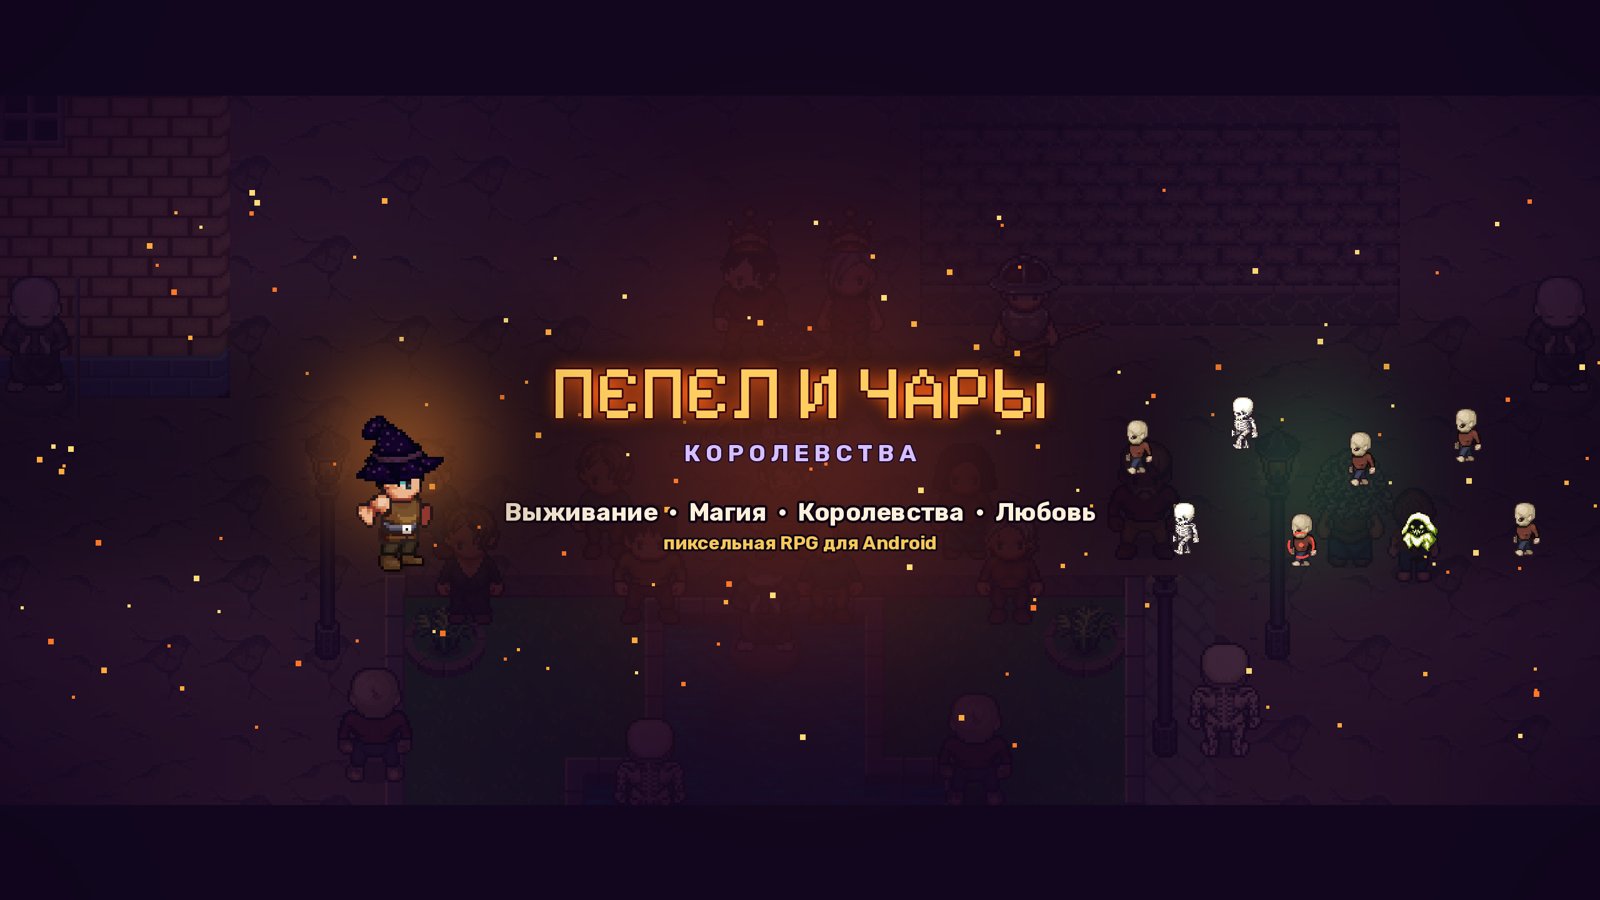 ПЕПЕЛ И ЧАРЫ
КОРОЛЕВСТВА
Выживание • Магия • Королевства • Любовь
пиксельная RPG для Android